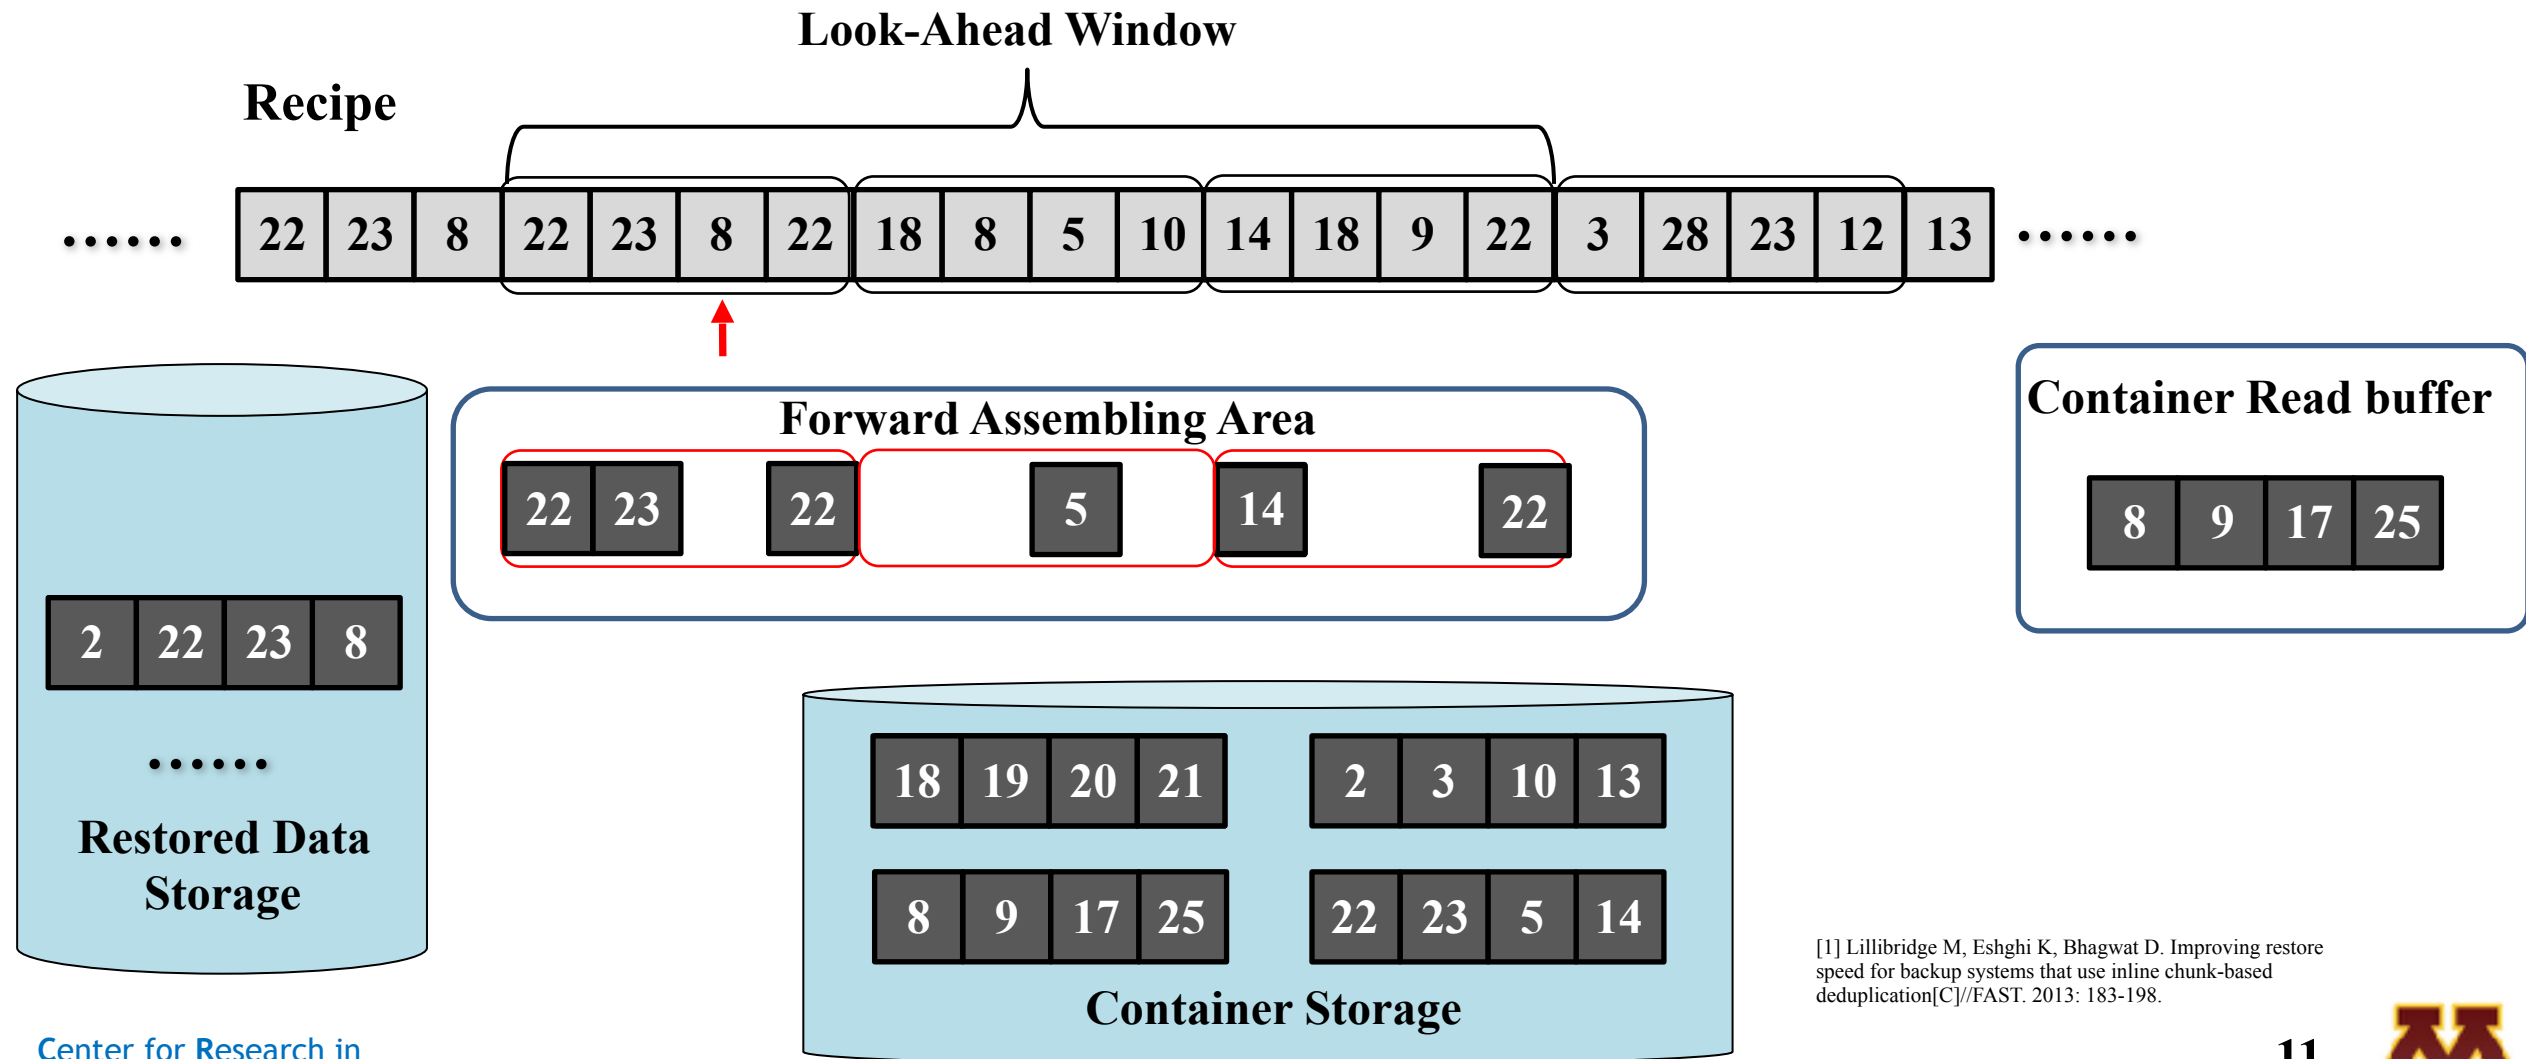 Look-Ahead Window
Recipe
...... 22 23 8 22 23 8 22 18 8 5 10 14 18 9 22 3 28 23 12 13 ......
Forward Assembling Area
22 23 22 5 14 22
Container Read buffer
8 9 17 25
2 22 23 8
......
Restored Data
Storage
18 19 20 21 2 3 10 13
8 9 17 25 22 23 5 14
Container Storage
[1] Lillibridge M, Eshghi K, Bhagwat D. Improving restore
speed for backup systems that use inline chunk-based
deduplication[C]//FAST. 2013: 183-198.
Center for Research in
11
M